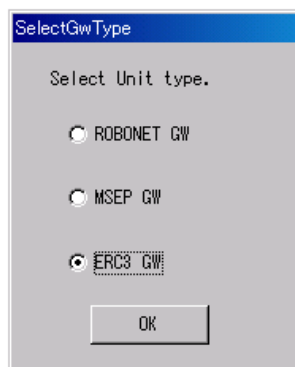 SelectGwType
Select Unit type.
ROBONET GW
MSEP GW
ERC3 GW
OK